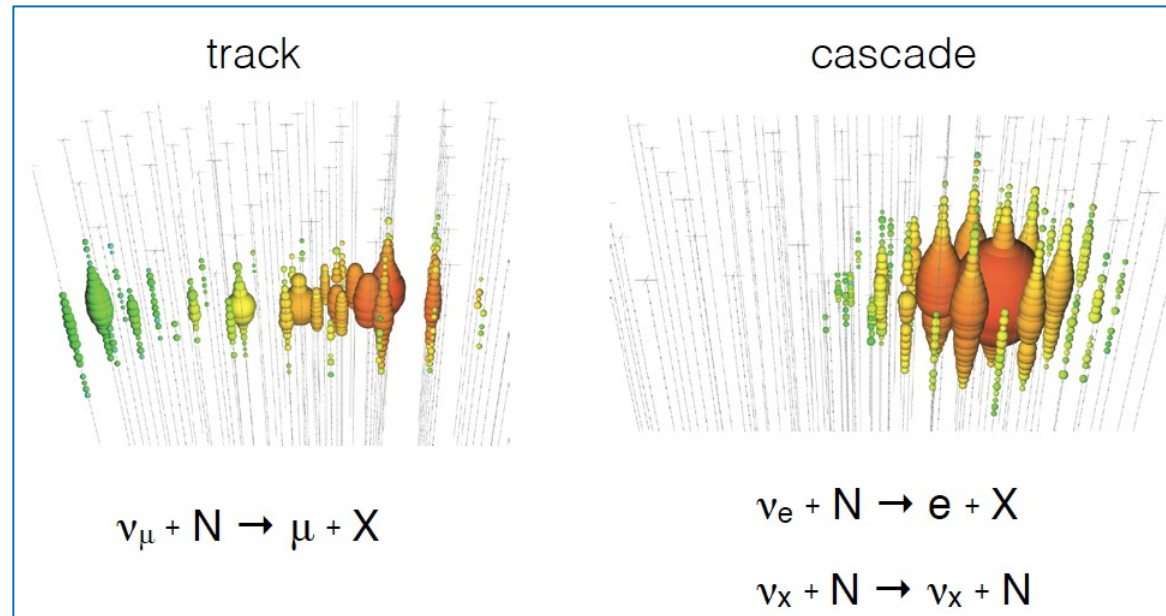 track
cascade
νμ + N → μ + X
νe + N → e + X
νx + N → νx + N